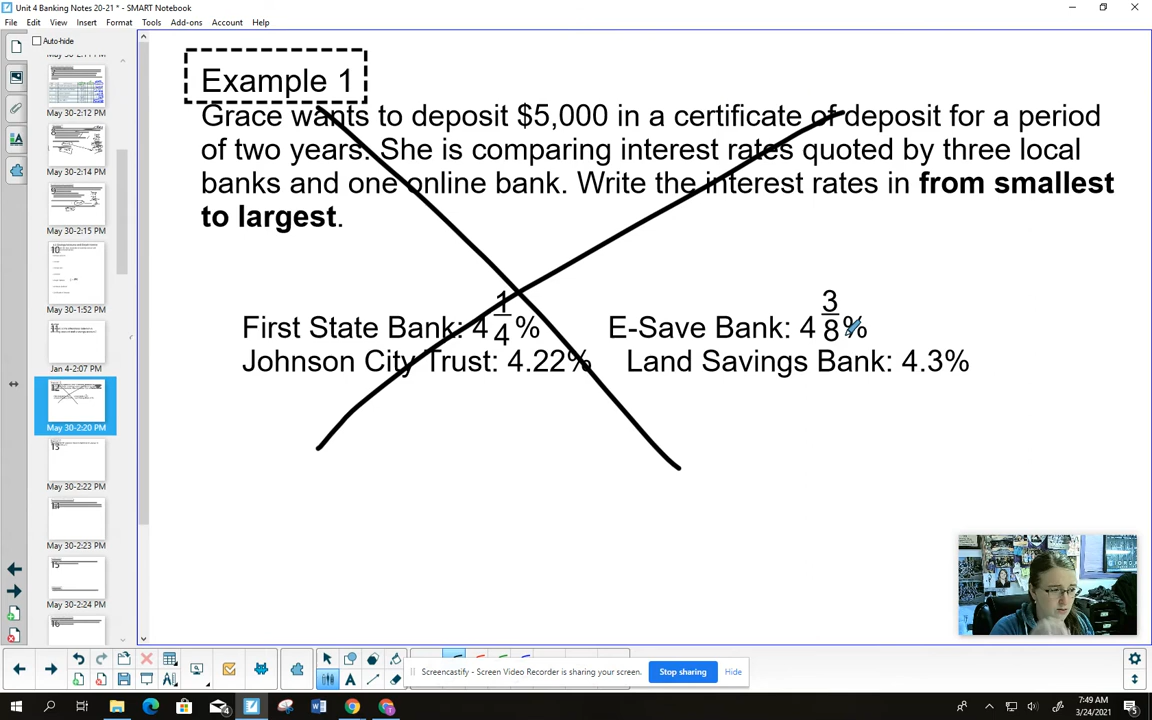 Unit 4 Banking Notes 20-21 * - SMART Notebook
File Edit View Insert Format Tools Add-ons Account Help
Auto-hide
May 30-2:12 PM
May 30-2:14 PM
May 30-2:15 PM
10
May 30-1:52 PM
Jan 4-2:07 PM
12
May 30-2:20 PM
13
May 30-2:22 PM
May 30-2:23 PM
15
May 30-2:24 PM
16
Example 1
Grace wants to deposit $5,000 in a certificate of deposit for a period
of two years. She is comparing interest rates quoted by three local
banks and one online bank. Write the interest rates in from smallest
to largest.
First State Bank: 4 1/4 % E-Save Bank: 4 3/8 %
Johnson City Trust: 4.22% Land Savings Bank: 4.3%
Screencastify - Screen Video Recorder is sharing your screen. Stop sharing Hide
7:49 AM
3/24/2021